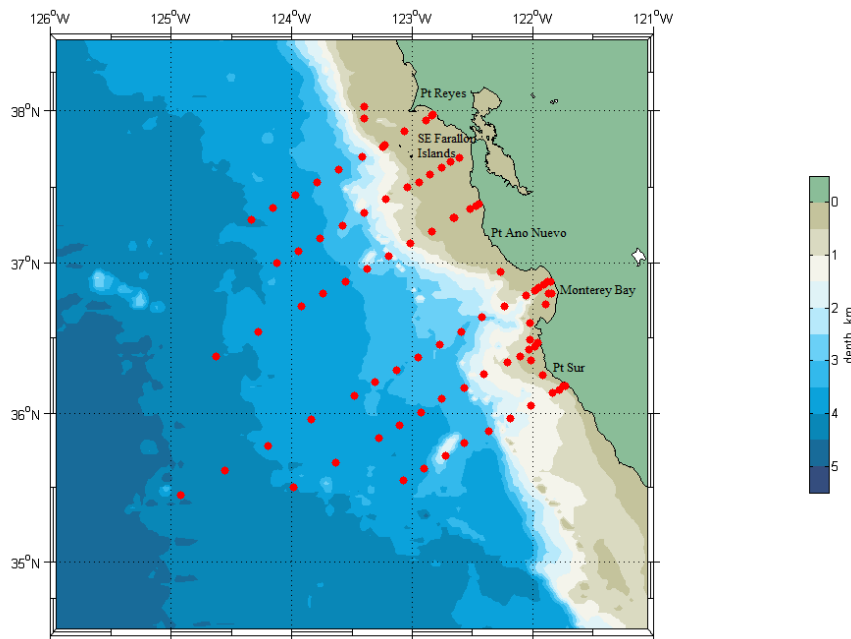 126°W 125°W 124°W 123°W 122°W 121°W
38°N
Pt Reyes
SE Farallon
Islands
Pt Ano Nuevo
37°N
Monterey Bay
Pt Sur
36°N
35°N
0
1
2
3
4
5
depth, km